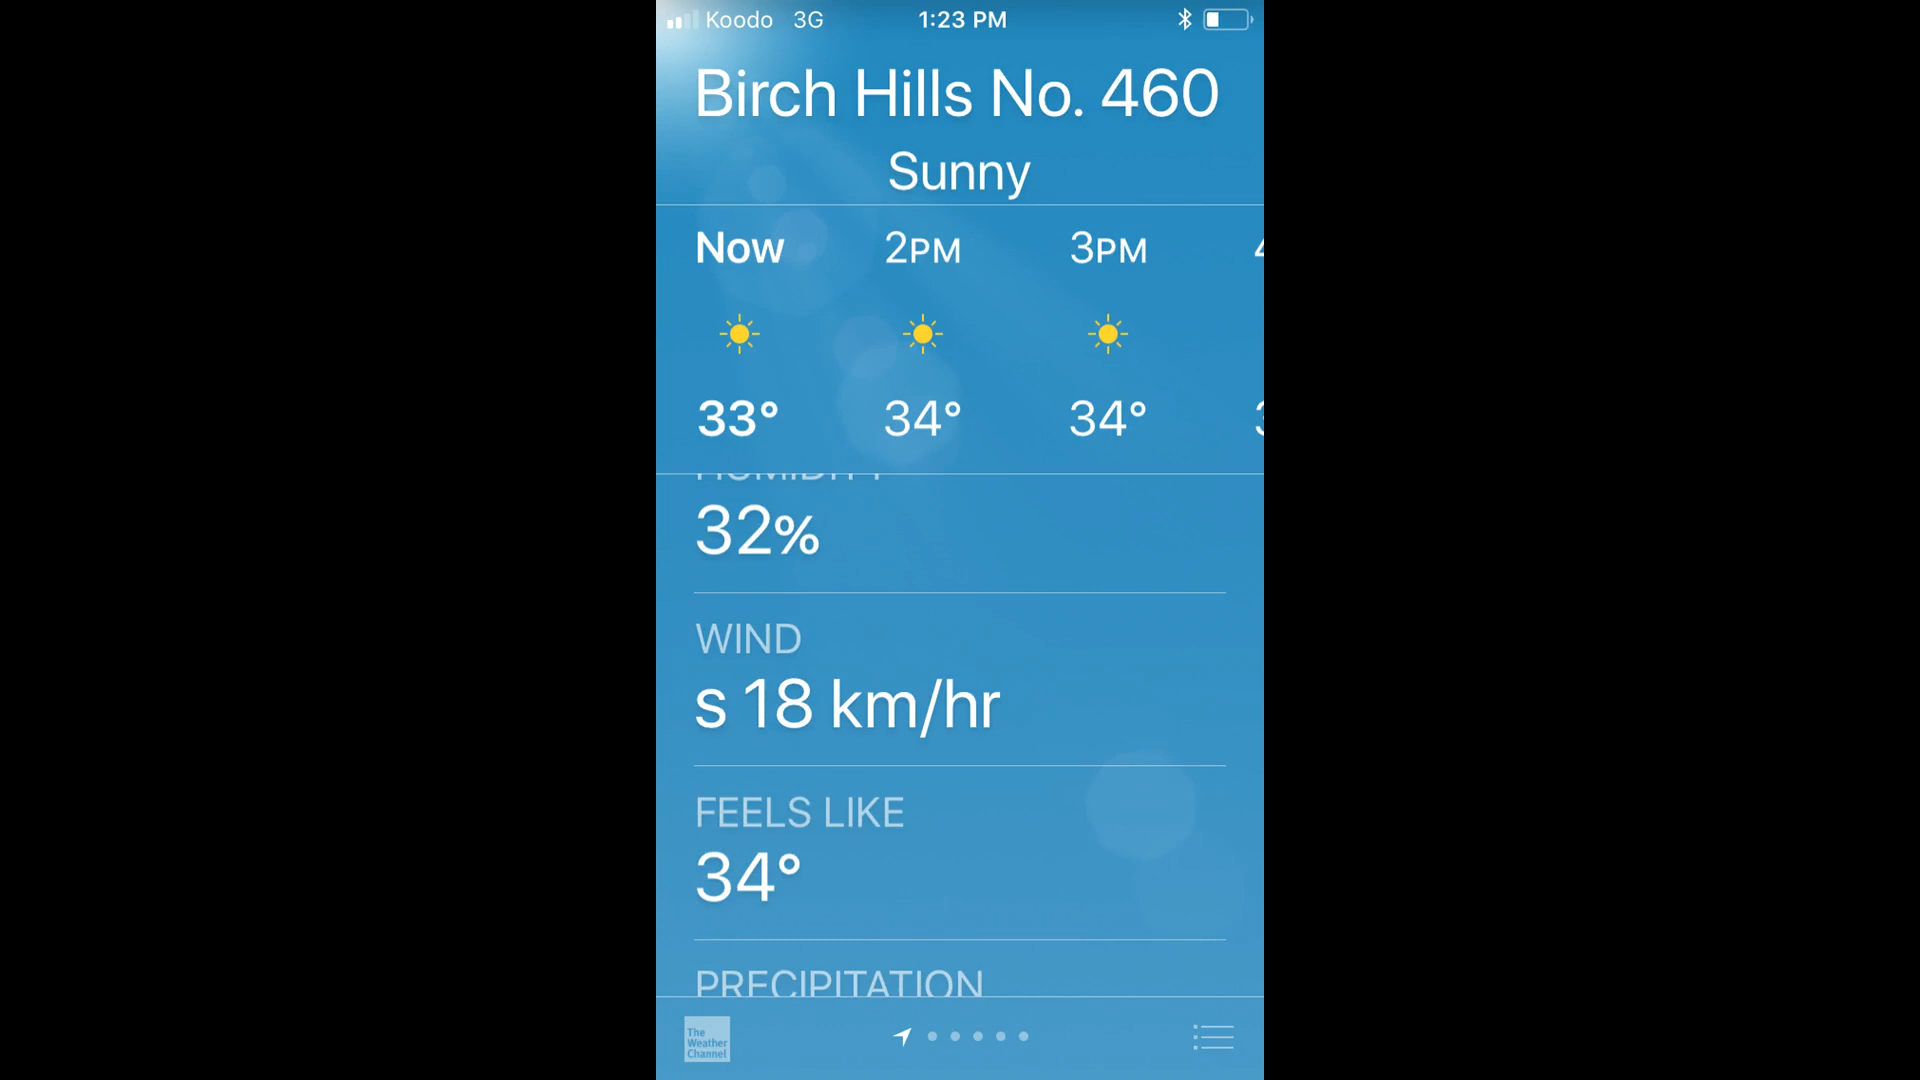 Koodo 3G 1:23 PM
Birch Hills No. 460
Sunny
Now 2PM 3PM
33° 34° 34°
HUMIDITY
32%
WIND
s 18 km/hr
FEELS LIKE
34°
PRECIPITATION
The
Weather
Channel